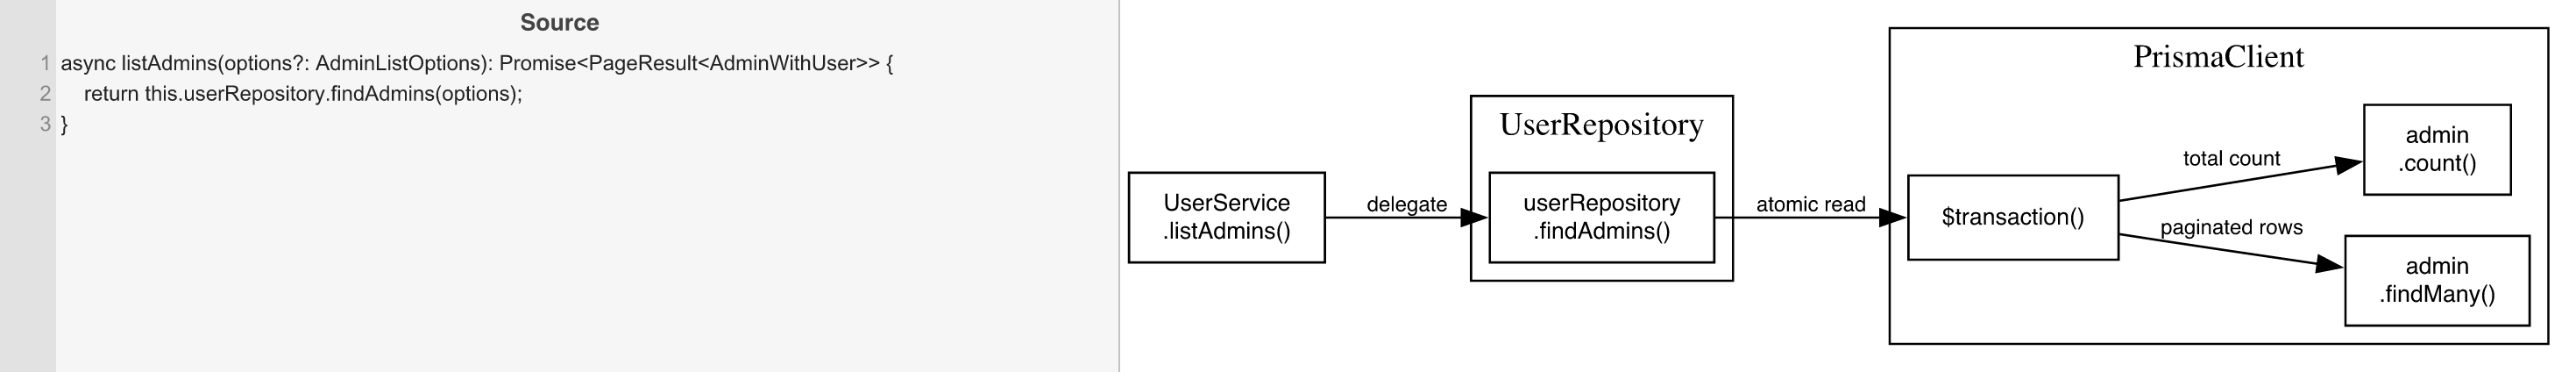 Source
1 async listAdmins(options?: AdminListOptions): Promise<PageResult<AdminWithUser>> {
2 return this.userRepository.findAdmins(options);
3 }
UserService
.listAdmins()
delegate
UserRepository
userRepository
.findAdmins()
atomic read
PrismaClient
$transaction()
total count
admin
.count()
paginated rows
admin
.findMany()